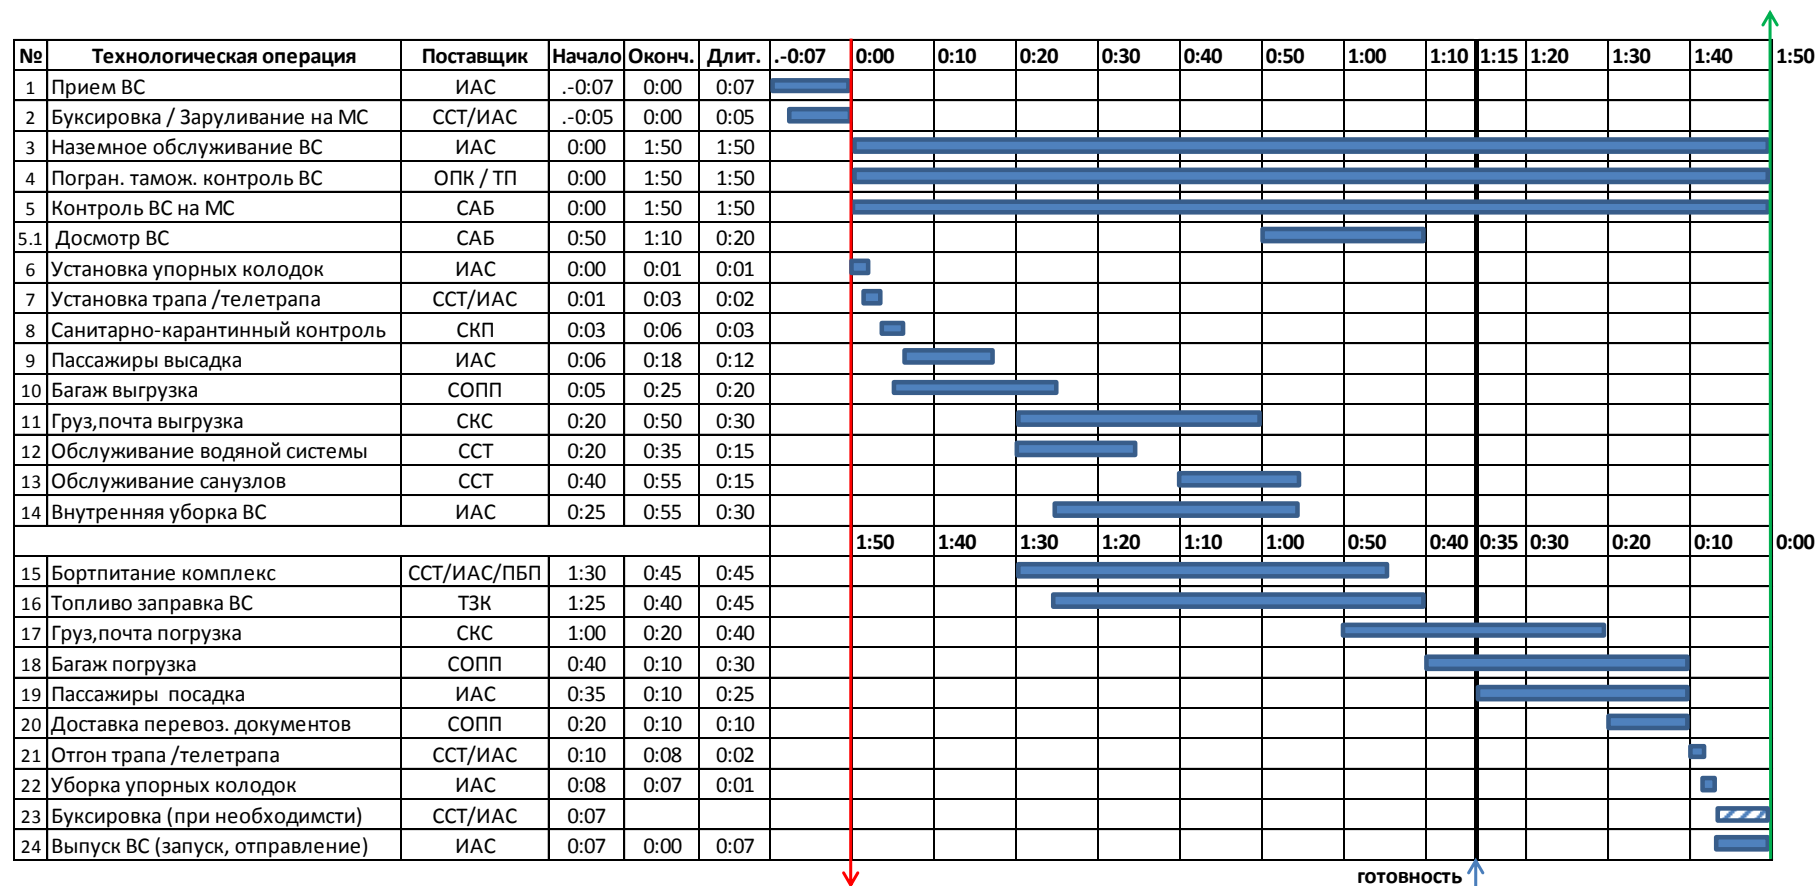 № Технологическая операция Поставщик Начало Оконч. Длит. .-0:07 0:00 0:10 0:20 0:30 0:40 0:50 1:00 1:10 1:15 1:20 1:30 1:40 1:50
1 Прием ВС ИАС .-0:07 0:00 0:07
2 Буксировка / Заруливание на МС ССТ/ИАС .-0:05 0:00 0:05
3 Наземное обслуживание ВС ИАС 0:00 1:50 1:50
4 Погран. тамож. контроль ВС ОПК / ТП 0:00 1:50 1:50
5 Контроль ВС на МС САБ 0:00 1:50 1:50
5.1 Досмотр ВС САБ 0:50 1:10 0:20
6 Установка упорных колодок ИАС 0:00 0:01 0:01
7 Установка трапа /телетрапа ССТ/ИАС 0:01 0:03 0:02
8 Санитарно-карантинный контроль СКП 0:03 0:06 0:03
9 Пассажиры высадка ИАС 0:06 0:18 0:12
10 Багаж выгрузка СОПП 0:05 0:25 0:20
11 Груз,почта выгрузка СКС 0:20 0:50 0:30
12 Обслуживание водяной системы ССТ 0:20 0:35 0:15
13 Обслуживание санузлов ССТ 0:40 0:55 0:15
14 Внутренняя уборка ВС ИАС 0:25 0:55 0:30
1:50 1:40 1:30 1:20 1:10 1:00 0:50 0:40 0:35 0:30 0:20 0:10 0:00
15 Бортпитание комплекс ССТ/ИАС/ПБП 1:30 0:45 0:45
16 Топливо заправка ВС ТЗК 1:25 0:40 0:45
17 Груз,почта погрузка СКС 1:00 0:20 0:40
18 Багаж погрузка СОПП 0:40 0:10 0:30
19 Пассажиры посадка ИАС 0:35 0:10 0:25
20 Доставка перевоз. документов СОПП 0:20 0:10 0:10
21 Отгон трапа /телетрапа ССТ/ИАС 0:10 0:08 0:02
22 Уборка упорных колодок ИАС 0:08 0:07 0:01
23 Буксировка (при необходимсти) ССТ/ИАС 0:07
24 Выпуск ВС (запуск, отправление) ИАС 0:07 0:00 0:07
готовность